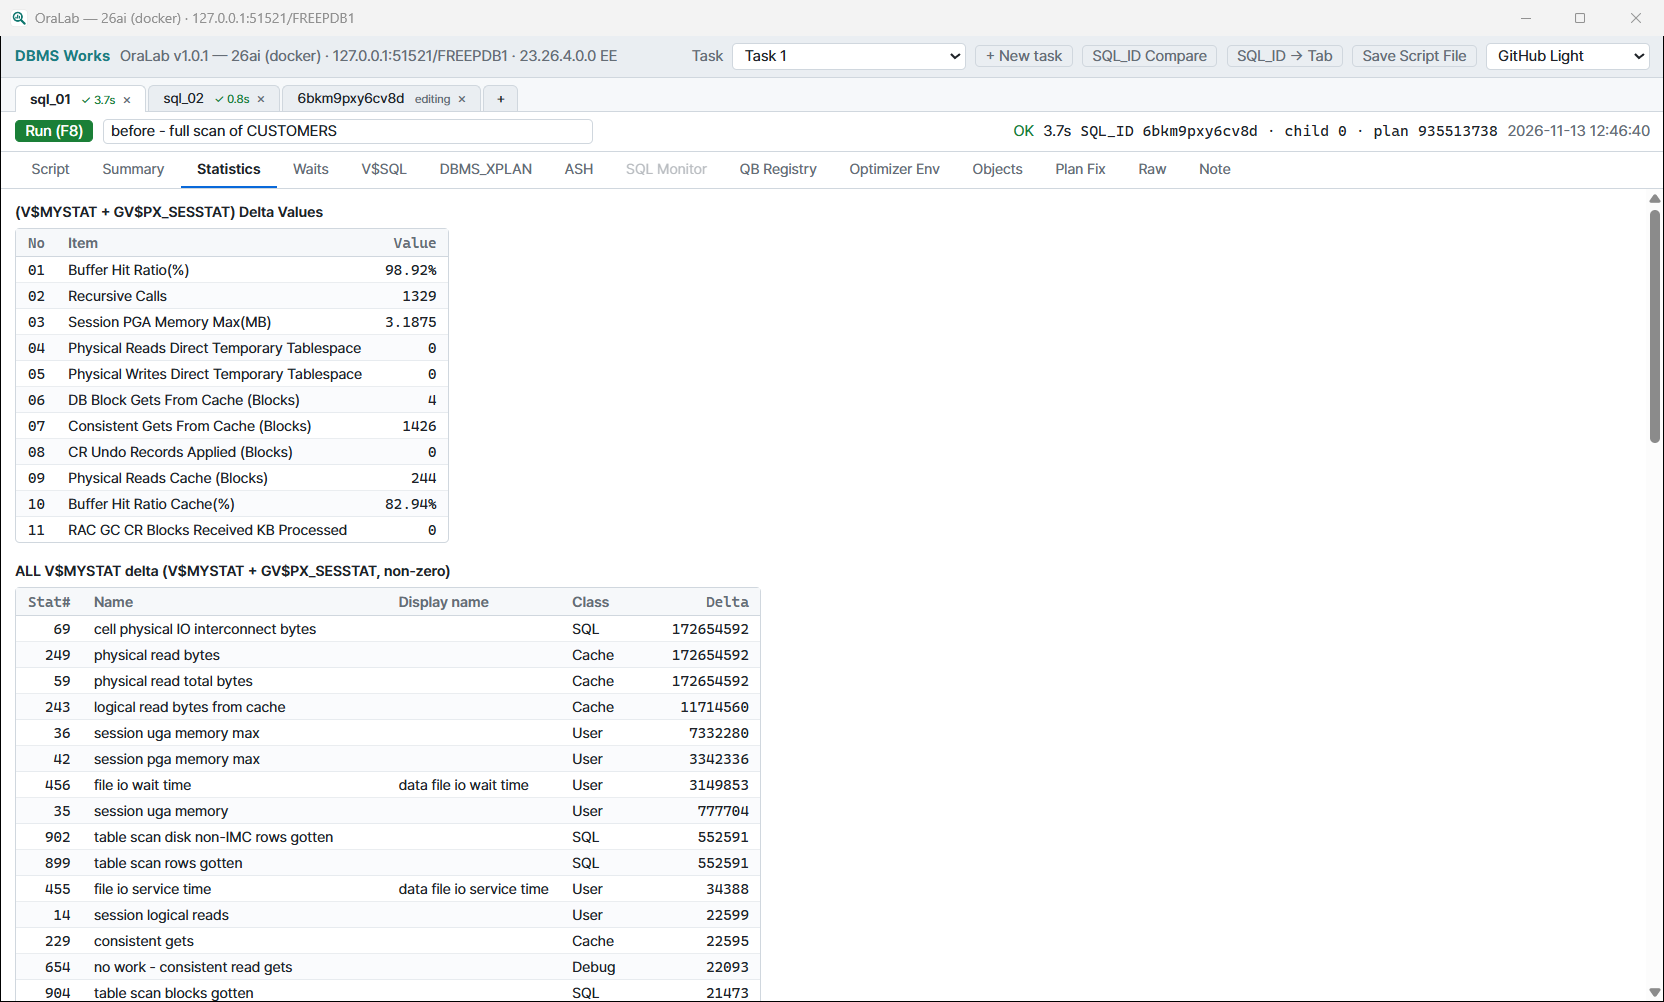 OraLab — 26ai (docker) · 127.0.0.1:51521/FREEPDB1
DBMS Works OraLab v1.0.1 — 26ai (docker) · 127.0.0.1:51521/FREEPDB1 · 23.26.4.0.0 EE Task Task 1 + New task SQL_ID Compare SQL_ID → Tab Save Script File GitHub Light
sql_01 ✓ 3.7s × sql_02 ✓ 0.8s × 6bkm9pxy6cv8d editing × +
Run (F8) before - full scan of CUSTOMERS OK 3.7s SQL_ID 6bkm9pxy6cv8d · child 0 · plan 935513738 2026-11-13 12:46:40
Script Summary Statistics Waits V$SQL DBMS_XPLAN ASH SQL Monitor QB Registry Optimizer Env Objects Plan Fix Raw Note
(V$MYSTAT + GV$PX_SESSTAT) Delta Values
No Item Value
01 Buffer Hit Ratio(%) 98.92%
02 Recursive Calls 1329
03 Session PGA Memory Max(MB) 3.1875
04 Physical Reads Direct Temporary Tablespace 0
05 Physical Writes Direct Temporary Tablespace 0
06 DB Block Gets From Cache (Blocks) 4
07 Consistent Gets From Cache (Blocks) 1426
08 CR Undo Records Applied (Blocks) 0
09 Physical Reads Cache (Blocks) 244
10 Buffer Hit Ratio Cache(%) 82.94%
11 RAC GC CR Blocks Received KB Processed 0
ALL V$MYSTAT delta (V$MYSTAT + GV$PX_SESSTAT, non-zero)
Stat# Name Display name Class Delta
69 cell physical IO interconnect bytes SQL 172654592
249 physical read bytes Cache 172654592
59 physical read total bytes Cache 172654592
243 logical read bytes from cache Cache 11714560
36 session uga memory max User 7332280
42 session pga memory max User 3342336
456 file io wait time data file io wait time User 3149853
35 session uga memory User 777704
902 table scan disk non-IMC rows gotten SQL 552591
899 table scan rows gotten SQL 552591
455 file io service time data file io service time User 34388
14 session logical reads User 22599
229 consistent gets Cache 22595
654 no work - consistent read gets Debug 22093
904 table scan blocks gotten SQL 21473